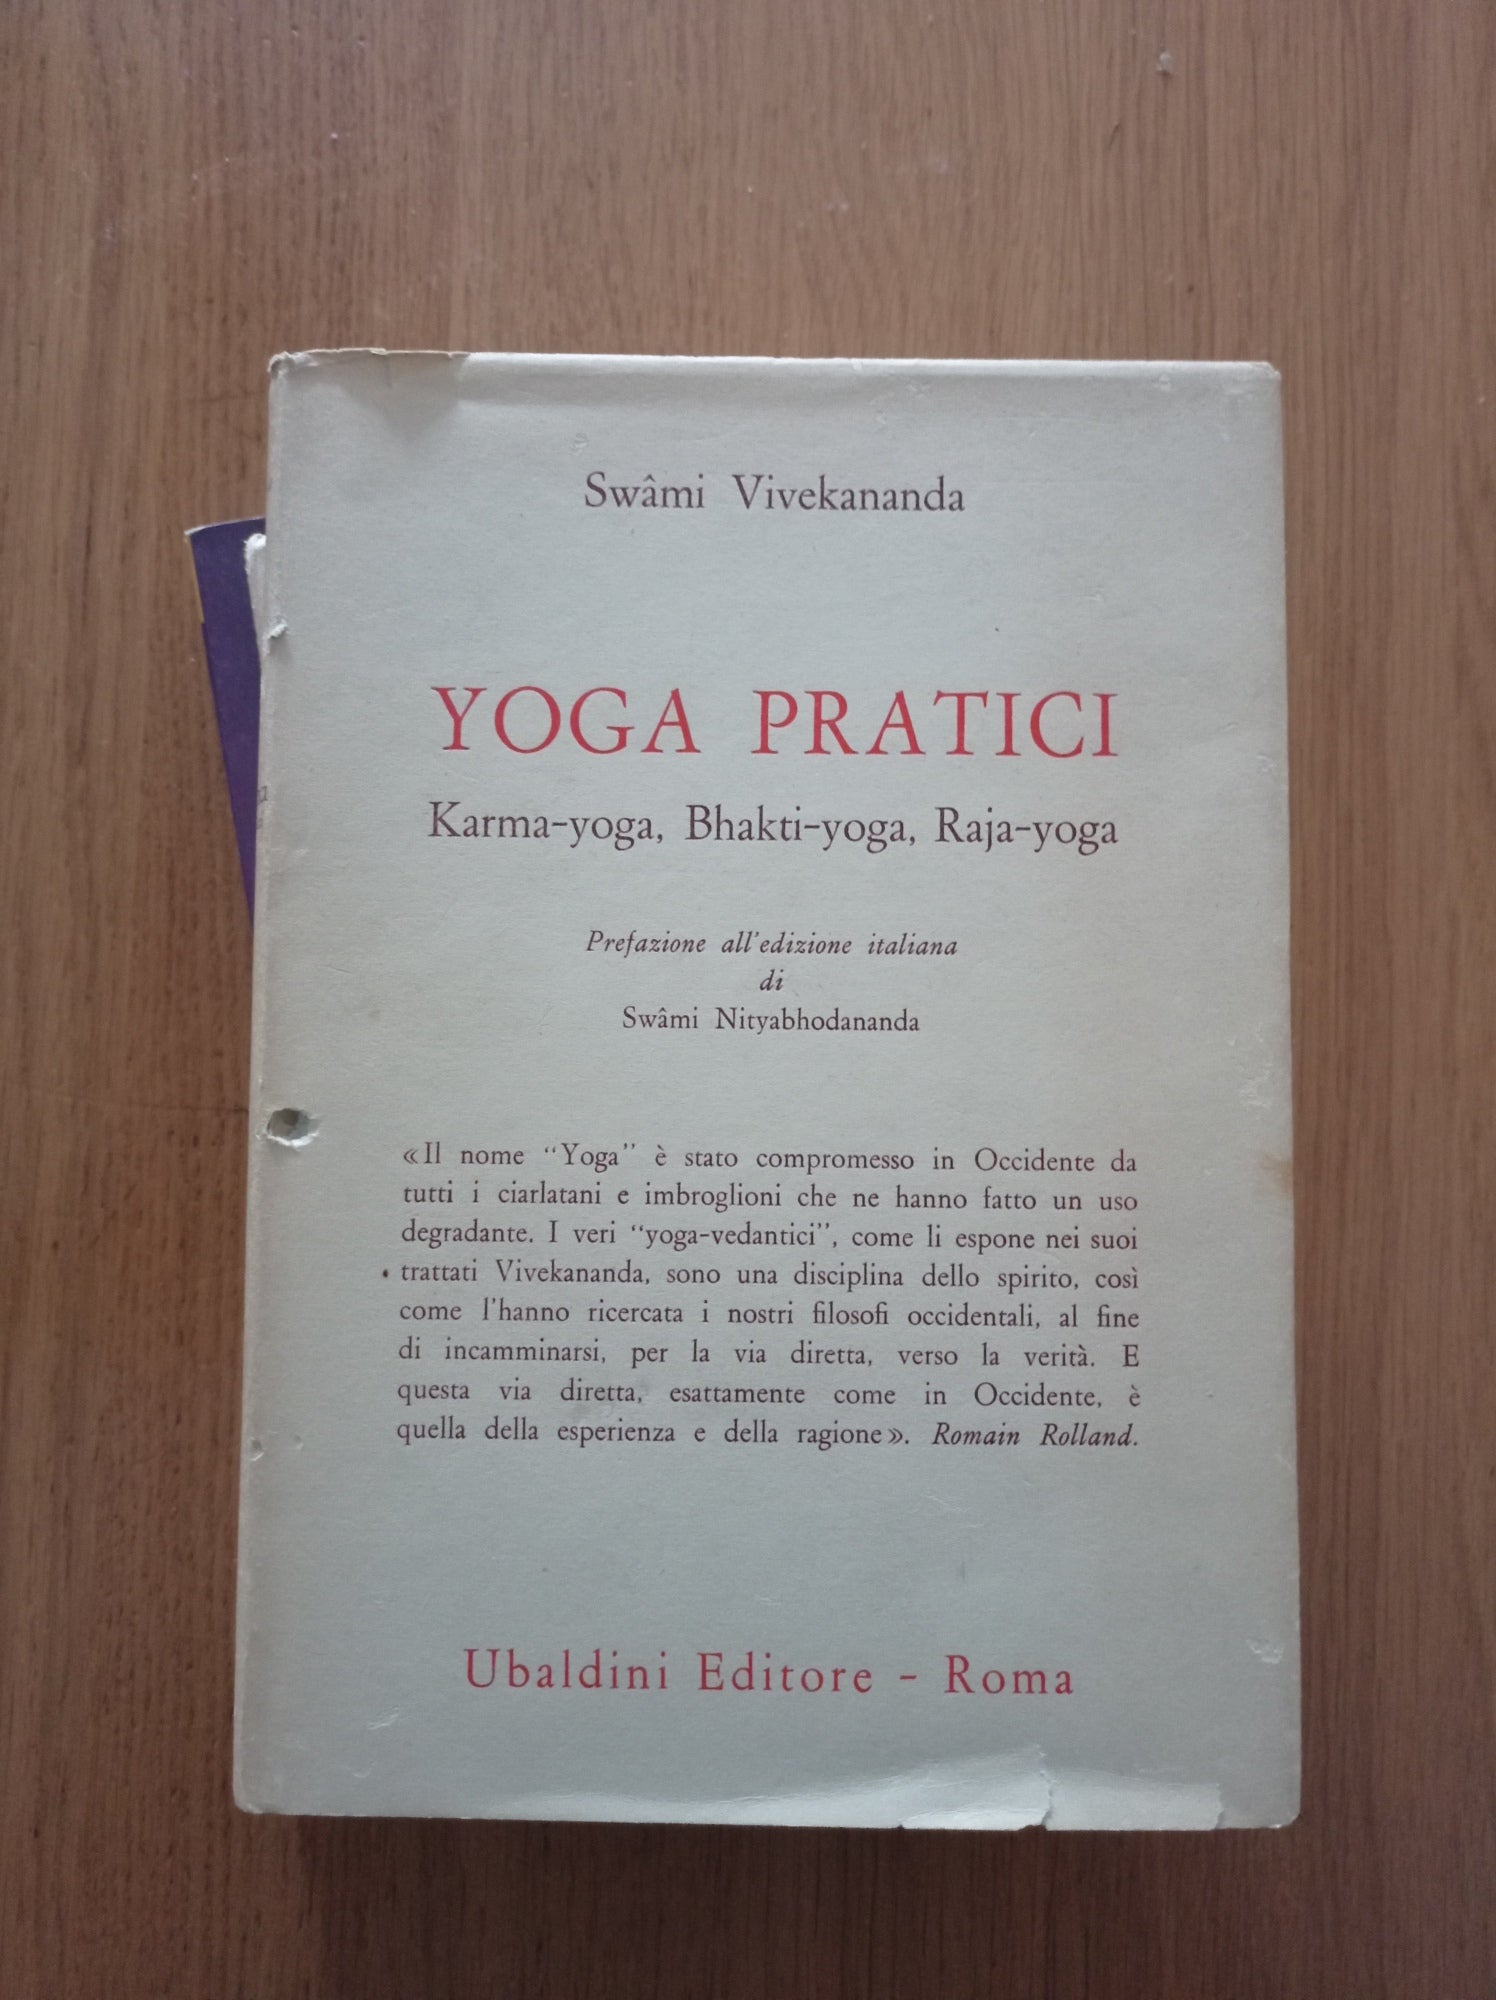 Swâmi Vivekananda
YOGA PRATICI
Karma-yoga, Bhakti-yoga, Raja-yoga
Prefazione all'edizione italiana
di
Swâmi Nityabhodananda
«Il nome “Yoga” è stato compromesso in Occidente da
tutti i ciarlatani e imbroglioni che ne hanno fatto un uso
degradante. I veri “yoga-vedantici”, come li espone nei suoi
trattati Vivekananda, sono una disciplina dello spirito, così
come l'hanno ricercata i nostri filosofi occidentali, al fine
di incamminarsi, per la via diretta, verso la verità. E
questa via diretta, esattamente come in Occidente, è
quella della esperienza e della ragione». Romain Rolland.
Ubaldini Editore - Roma